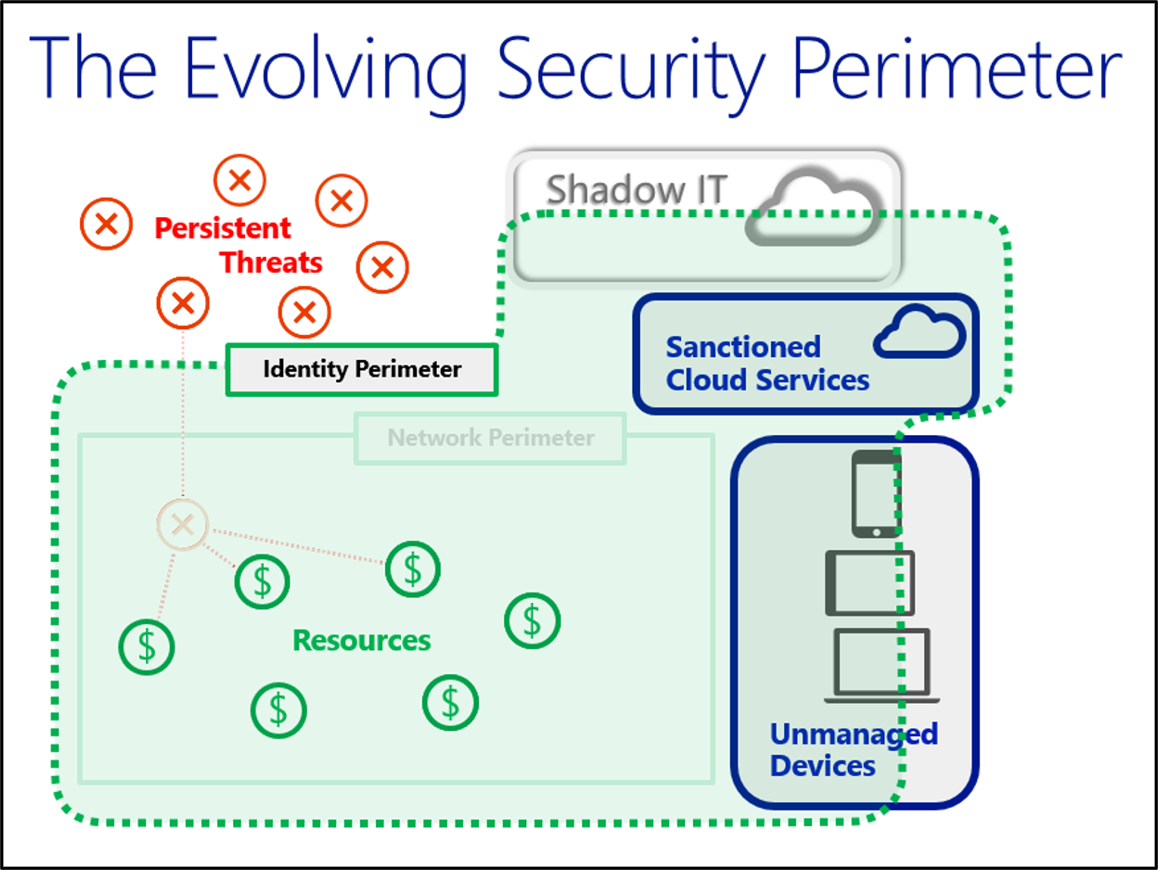 The Evolving Security Perimeter
Persistent
Threats
Shadow IT
Identity Perimeter
Sanctioned
Cloud Services
Network Perimeter
$
$
$
$
Resources
$
$
Unmanaged
Devices